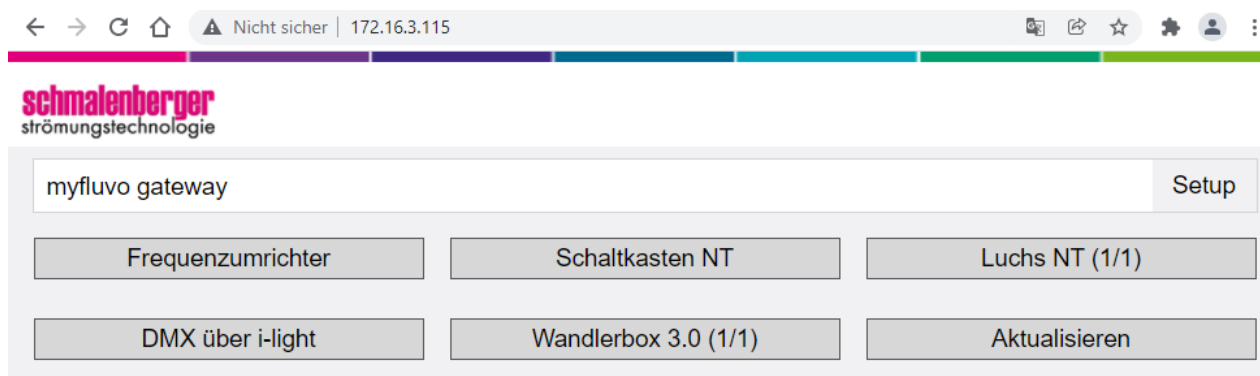 Nicht sicher | 172.16.3.115
schmalenberger
strömungstechnologie
myfluvo gateway Setup
Frequenzumrichter Schaltkasten NT Luchs NT (1/1)
DMX über i-light Wandlerbox 3.0 (1/1) Aktualisieren